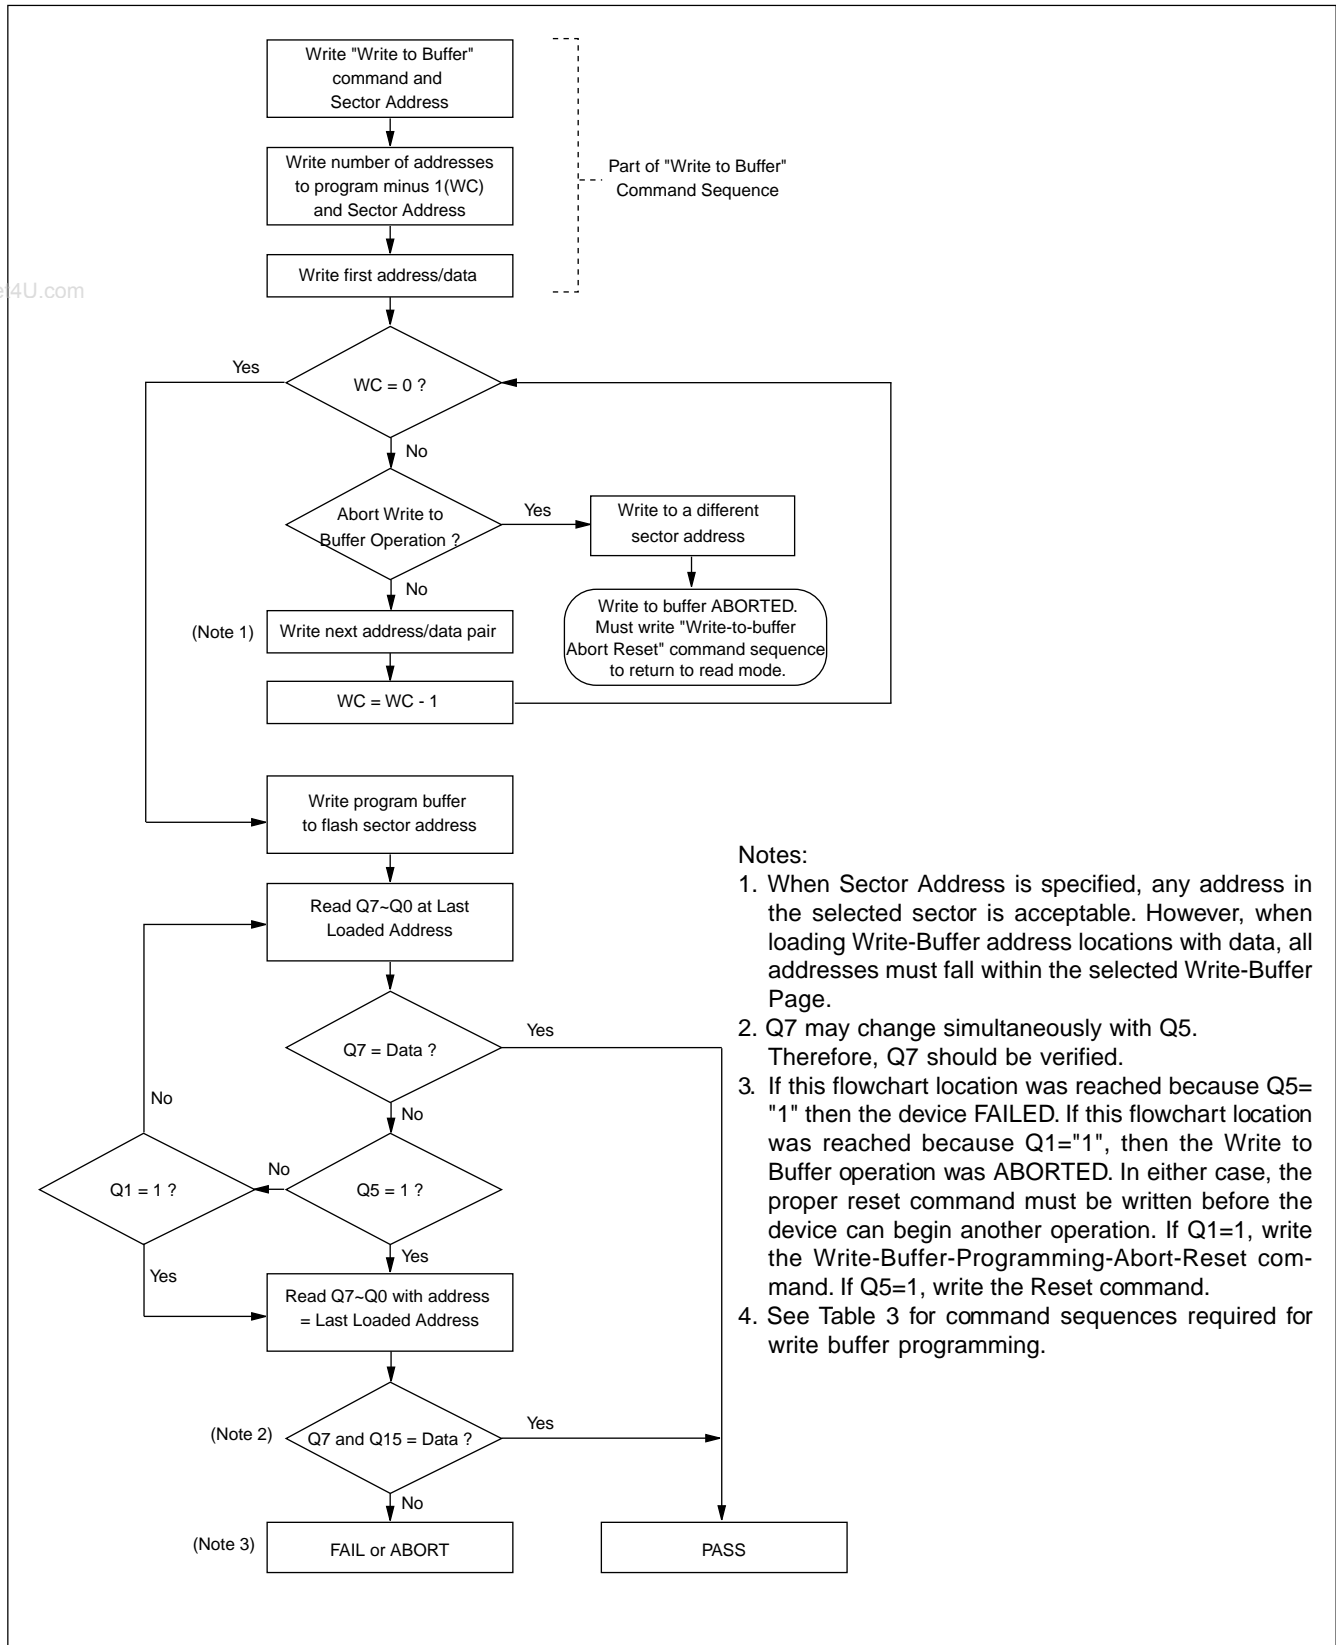 Write "Write to Buffer"
command and
Sector Address
Write number of addresses
to program minus 1(WC)
and Sector Address
Part of "Write to Buffer"
Command Sequence
Write first address/data
4U.com
Yes
WC = 0 ?
No
Abort Write to
Buffer Operation ?
Yes
Write to a different
sector address
No
(Note 1)
Write next address/data pair
Write to buffer ABORTED.
Must write "Write-to-buffer
Abort Reset" command sequence
to return to read mode.
WC = WC - 1
Write program buffer
to flash sector address
Read Q7~Q0 at Last
Loaded Address
Q7 = Data ?
Yes
No
No
Q1 = 1 ?
No
Q5 = 1 ?
Yes
Yes
Read Q7~Q0 with address
= Last Loaded Address
(Note 2)
Q7 and Q15 = Data ?
Yes
No
(Note 3)
FAIL or ABORT
PASS
Notes:
1. When Sector Address is specified, any address in
the selected sector is acceptable. However, when
loading Write-Buffer address locations with data, all
addresses must fall within the selected Write-Buffer
Page.
2. Q7 may change simultaneously with Q5.
Therefore, Q7 should be verified.
3. If this flowchart location was reached because Q5=
"1" then the device FAILED. If this flowchart location
was reached because Q1="1", then the Write to
Buffer operation was ABORTED. In either case, the
proper reset command must be written before the
device can begin another operation. If Q1=1, write
the Write-Buffer-Programming-Abort-Reset com-
mand. If Q5=1, write the Reset command.
4. See Table 3 for command sequences required for
write buffer programming.